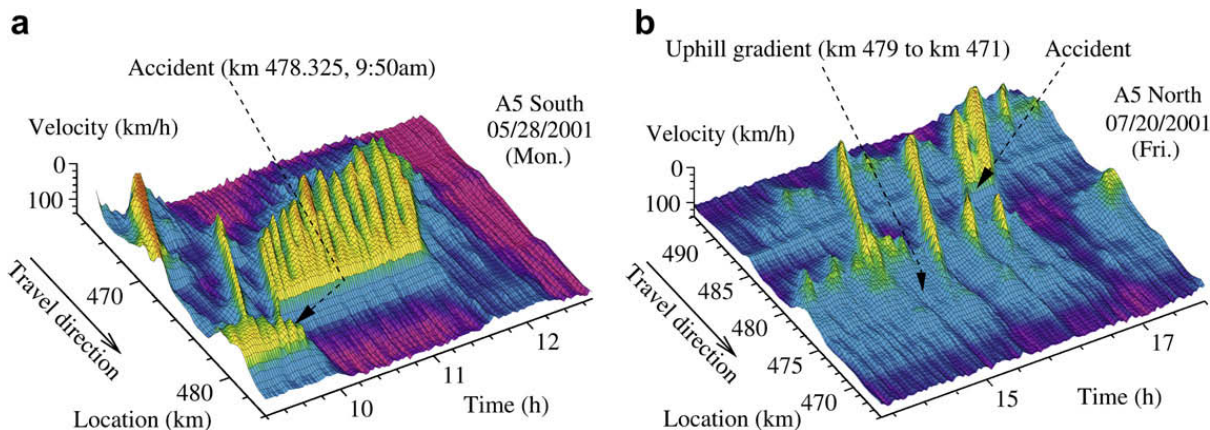 a
Accident (km 478.325, 9:50am)
A5 South
05/28/2001
(Mon.)
Velocity (km/h)
0
100
470
480
Travel direction
Location (km)
10
11
12
Time (h)
b
Uphill gradient (km 479 to km 471)
Accident
A5 North
07/20/2001
(Fri.)
Velocity (km/h)
0
100
490
485
480
475
470
Travel direction
Location (km)
15
17
Time (h)